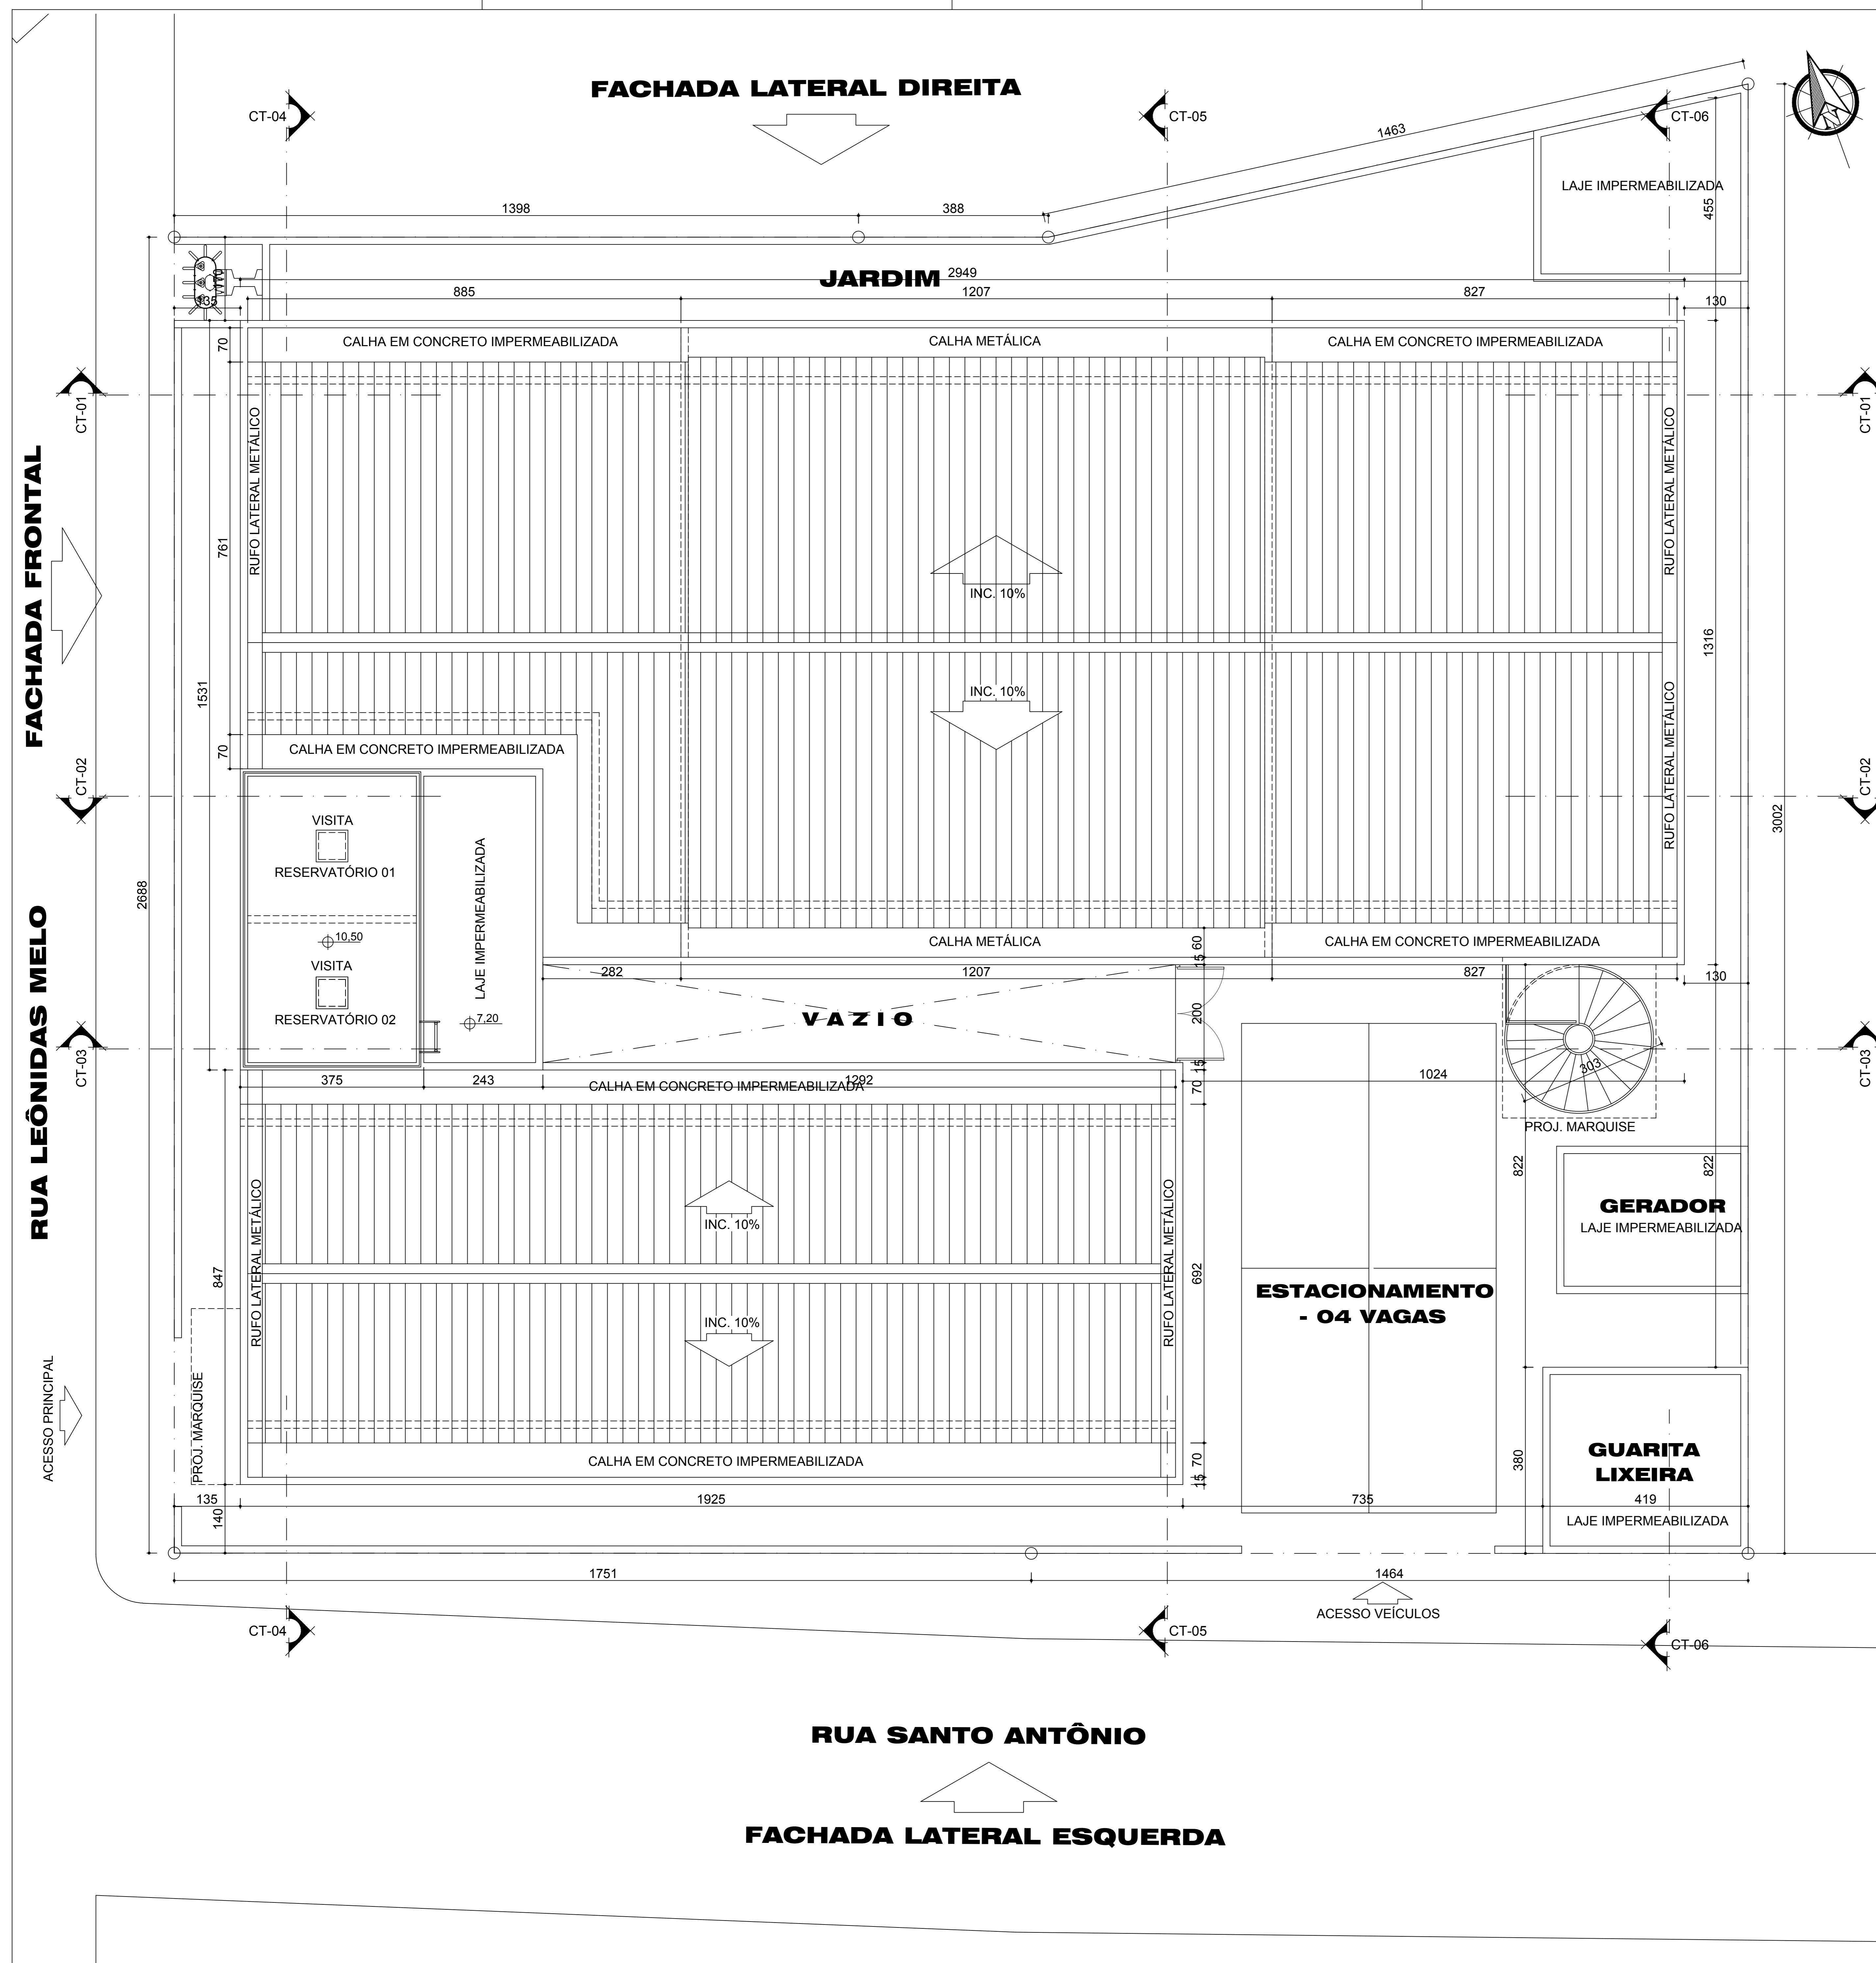 FACHADA LATERAL DIREITA
CT-04
CT-05
CT-06
1463
LAJE IMPERMEABILIZADA
455
1398
388
170
JARDIM
2949
135
885
1207
827
130
70
CALHA EM CONCRETO IMPERMEABILIZADA
CALHA METÁLICA
CALHA EM CONCRETO IMPERMEABILIZADA
CT-01
CT-01
FACHADA FRONTAL
RUFO LATERAL METÁLICO
RUFO LATERAL METÁLICO
761
INC. 10%
1316
1531
INC. 10%
RUFO LATERAL METÁLICO
70
CALHA EM CONCRETO IMPERMEABILIZADA
CT-02
CT-02
3002
VISITA
RESERVATÓRIO 01
LAJE IMPERMEABILIZADA
2688
10,50
CALHA METÁLICA
60
CALHA EM CONCRETO IMPERMEABILIZADA
15
VISITA
282
1207
827
130
RESERVATÓRIO 02
7,20
VAZIO
200
RUA LEÔNIDAS MELO
CT-03
CT-03
15
303
375
243
1292
1024
CALHA EM CONCRETO IMPERMEABILIZADA
70
PROJ. MARQUISE
822
822
GERADOR
LAJE IMPERMEABILIZADA
RUFO LATERAL METÁLICO
INC. 10%
RUFO LATERAL METÁLICO
847
692
ESTACIONAMENTO
- 04 VAGAS
INC. 10%
ACESSO PRINCIPAL
PROJ. MARQUISE
380
GUARITA
LIXEIRA
CALHA EM CONCRETO IMPERMEABILIZADA
70
15
135
1925
735
419
140
LAJE IMPERMEABILIZADA
1751
1464
ACESSO VEÍCULOS
CT-04
CT-05
CT-06
RUA SANTO ANTÔNIO
FACHADA LATERAL ESQUERDA